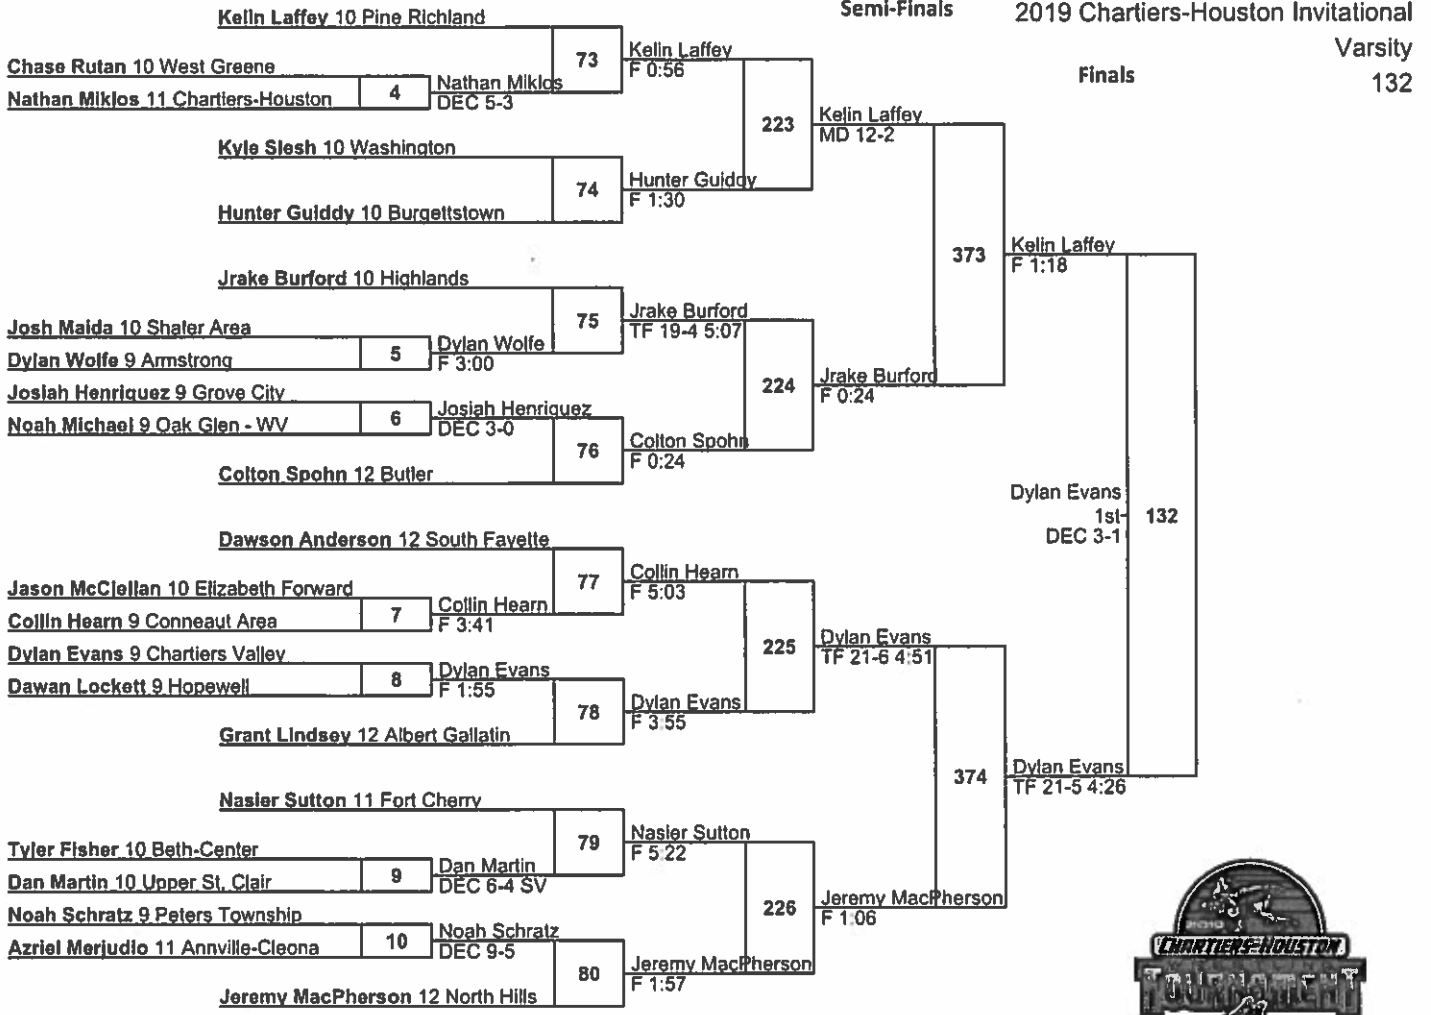 Semi-Finals
2019 Chartiers-Houston Invitational
Varsity
132
Finals
Kelin Laffey 10 Pine Richland
73
Kelin Laffey
F 0:56
Chase Rutan 10 West Greene
4
Nathan Miklos
DEC 5-3
Nathan Miklos 11 Chartiers-Houston
223
Kelin Laffey
MD 12-2
Kyle Slesh 10 Washington
74
Hunter Guiddy
F 1:30
Hunter Guiddy 10 Burgettstown
373
Kelin Laffey
F 1:18
Jrake Burford 10 Highlands
75
Jrake Burford
TF 19-4 5:07
Josh Maida 10 Shaler Area
5
Dylan Wolfe
F 3:00
Dylan Wolfe 9 Armstrong
224
Jrake Burford
F 0:24
Josiah Henriquez 9 Grove City
6
Josiah Henriquez
DEC 3-0
Noah Michael 9 Oak Glen - WV
76
Colton Spohn
F 0:24
Colton Spohn 12 Butler
Dylan Evans
1st
DEC 3-1
132
Dawson Anderson 12 South Fayette
77
Collin Hearn
F 5:03
Jason McClellan 10 Elizabeth Forward
7
Collin Hearn
F 3:41
Collin Hearn 9 Conneaut Area
225
Dylan Evans
TF 21-6 4:51
Dylan Evans 9 Chartiers Valley
8
Dylan Evans
F 1:55
Dawan Lockett 9 Hopewell
78
Dylan Evans
F 3:55
Grant Lindsey 12 Albert Gallatin
374
Dylan Evans
TF 21-5 4:26
Nasier Sutton 11 Fort Cherry
79
Nasier Sutton
F 5:22
Tyler Fisher 10 Beth-Center
9
Dan Martin
DEC 6-4 SV
Dan Martin 10 Upper St. Clair
226
Jeremy MacPherson
F 1:06
Noah Schratz 9 Peters Township
10
Noah Schratz
DEC 9-5
Azriel Merjudio 11 Annville-Cleona
80
Jeremy MacPherson
F 1:57
Jeremy MacPherson 12 North Hills
CHARTIERS-HOUSTON
TOURNAMENT